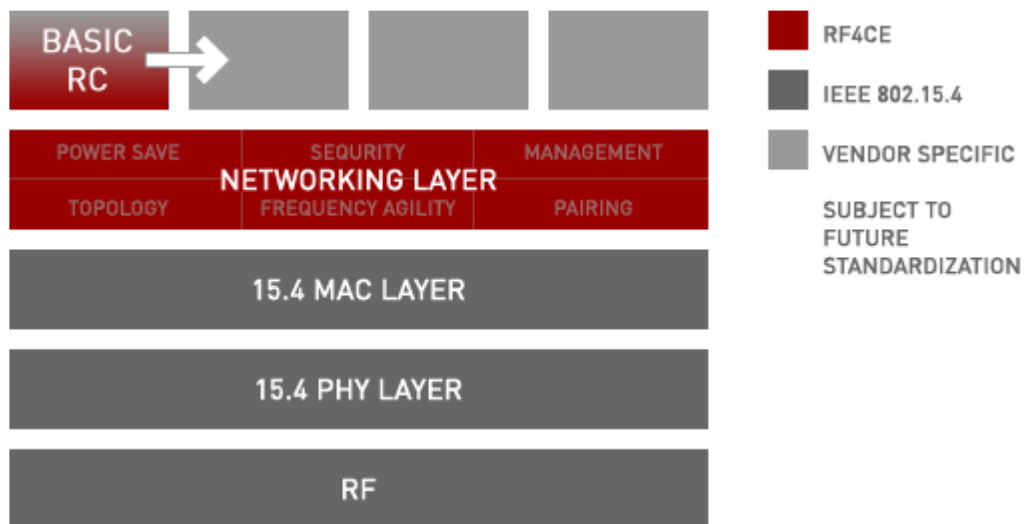 BASIC
RC
POWER SAVE
SEQURITY
MANAGEMENT
NETWORKING LAYER
TOPOLOGY
FREQUENCY AGILITY
PAIRING
15.4 MAC LAYER
15.4 PHY LAYER
RF
RF4CE
IEEE 802.15.4
VENDOR SPECIFIC
SUBJECT TO
FUTURE
STANDARDIZATION